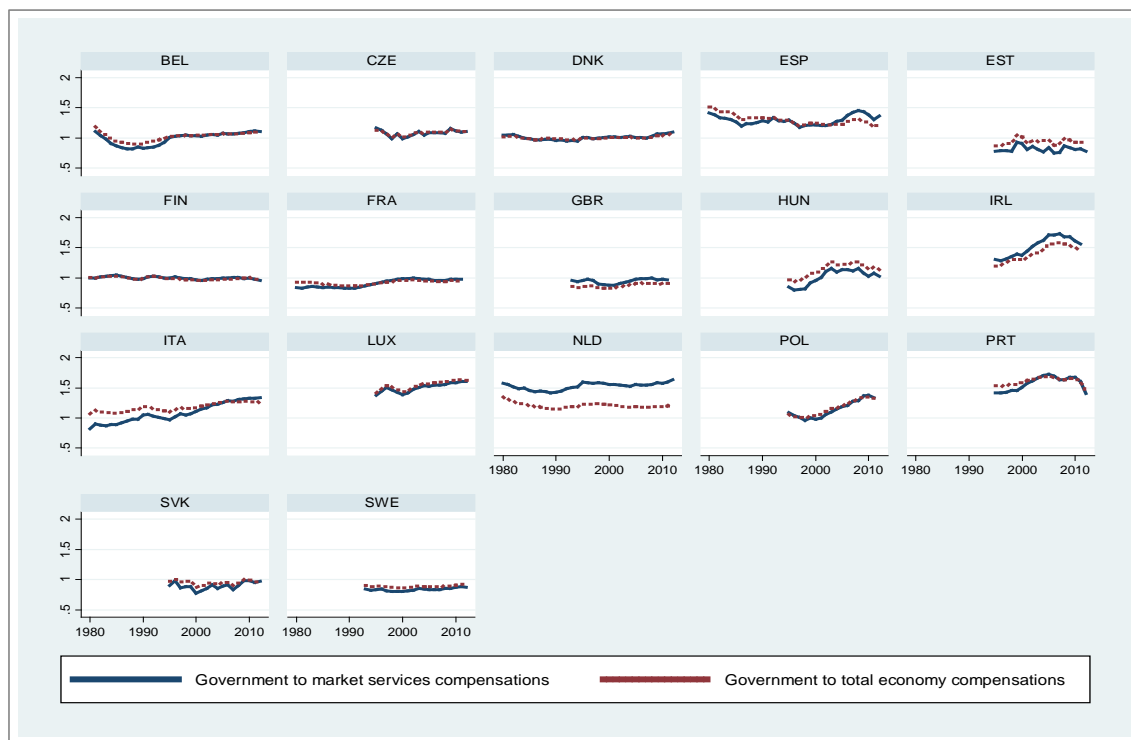 BEL CZE DNK ESP EST
2
1.5
1
.5
FIN FRA GBR HUN IRL
2
1.5
1
.5
ITA LUX NLD POL PRT
2
1.5
1
.5
1980 1990 2000 2010 1980 1990 2000 2010 1980 1990 2000 2010
SVK SWE
2
1.5
1
.5
1980 1990 2000 2010 1980 1990 2000 2010
Government to market services compensations Government to total economy compensations